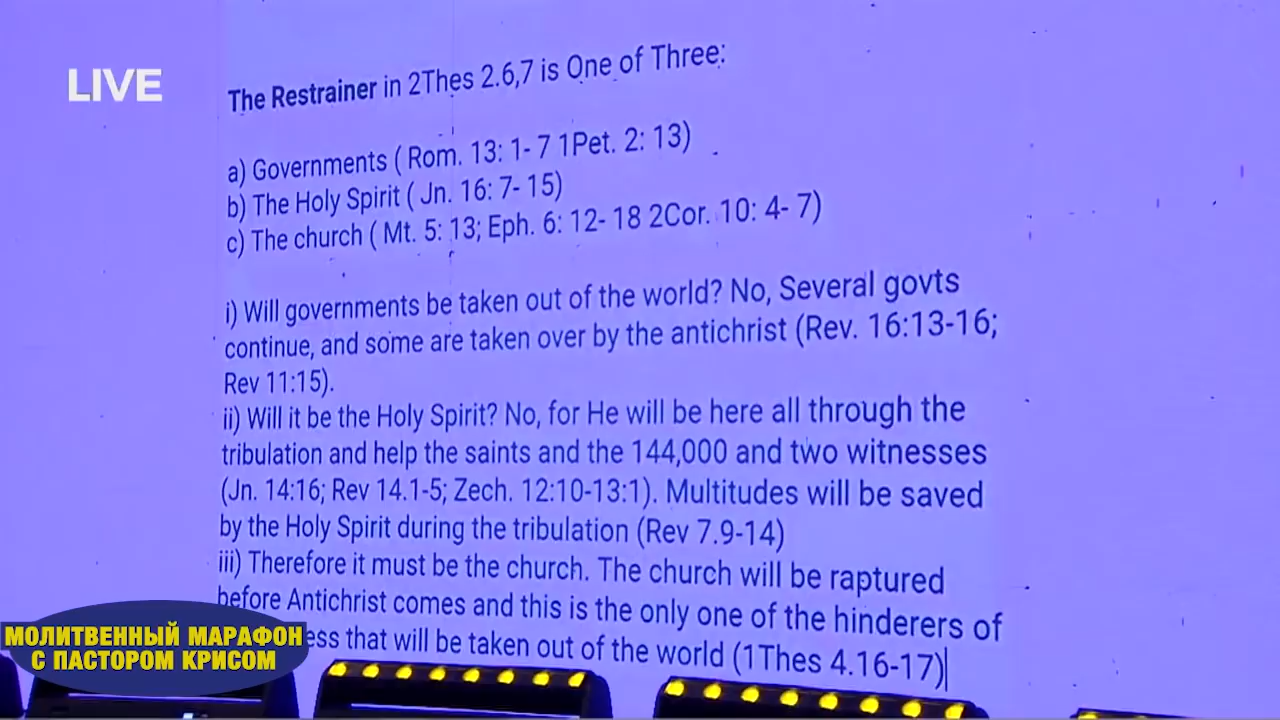 LIVE
The Restrainer in 2Thes 2.6,7 is One of Three:
a) Governments ( Rom. 13: 1- 7 1Pet. 2: 13)
b) The Holy Spirit ( Jn. 16: 7- 15)
c) The church ( Mt. 5: 13; Eph. 6: 12- 18 2Cor. 10: 4- 7)
i) Will governments be taken out of the world? No, Several govts
continue, and some are taken over by the antichrist (Rev. 16:13-16;
Rev 11:15).
ii) Will it be the Holy Spirit? No, for He will be here all through the
tribulation and help the saints and the 144,000 and two witnesses
(Jn. 14:16; Rev 14.1-5; Zech. 12:10-13:1). Multitudes will be saved
by the Holy Spirit during the tribulation (Rev 7.9-14)
iii) Therefore it must be the church. The church will be raptured
before Antichrist comes and this is the only one of the hinderers of
ess that will be taken out of the world (1Thes 4.16-17)
МОЛИТВЕННЫЙ МАРАФОН
С ПАСТОРОМ КРИСОМ